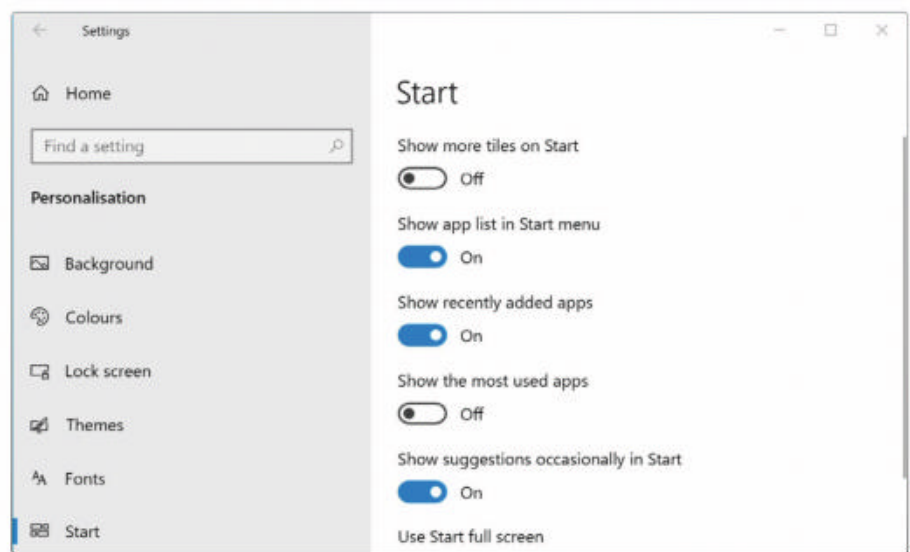 Settings
Home
Find a setting
Personalisation
Background
Colours
Lock screen
Themes
Fonts
Start
Start
Show more tiles on Start
Off
Show app list in Start menu
On
Show recently added apps
On
Show the most used apps
Off
Show suggestions occasionally in Start
On
Use Start full screen